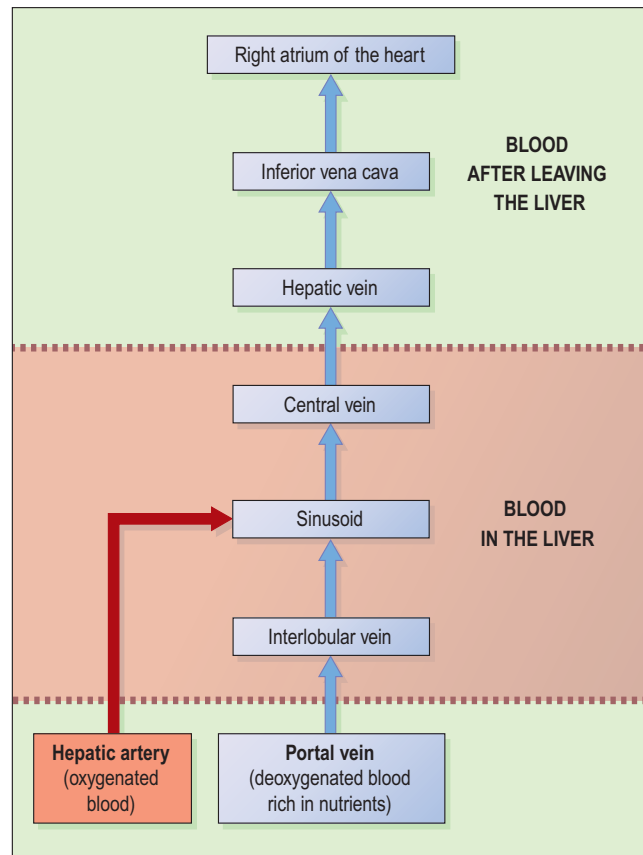 Right atrium of the heart
Inferior vena cava
BLOOD
AFTER LEAVING
THE LIVER
Hepatic vein
Central vein
Sinusoid
BLOOD
IN THE LIVER
Interlobular vein
Hepatic artery
(oxygenated
blood)
Portal vein
(deoxygenated blood
rich in nutrients)